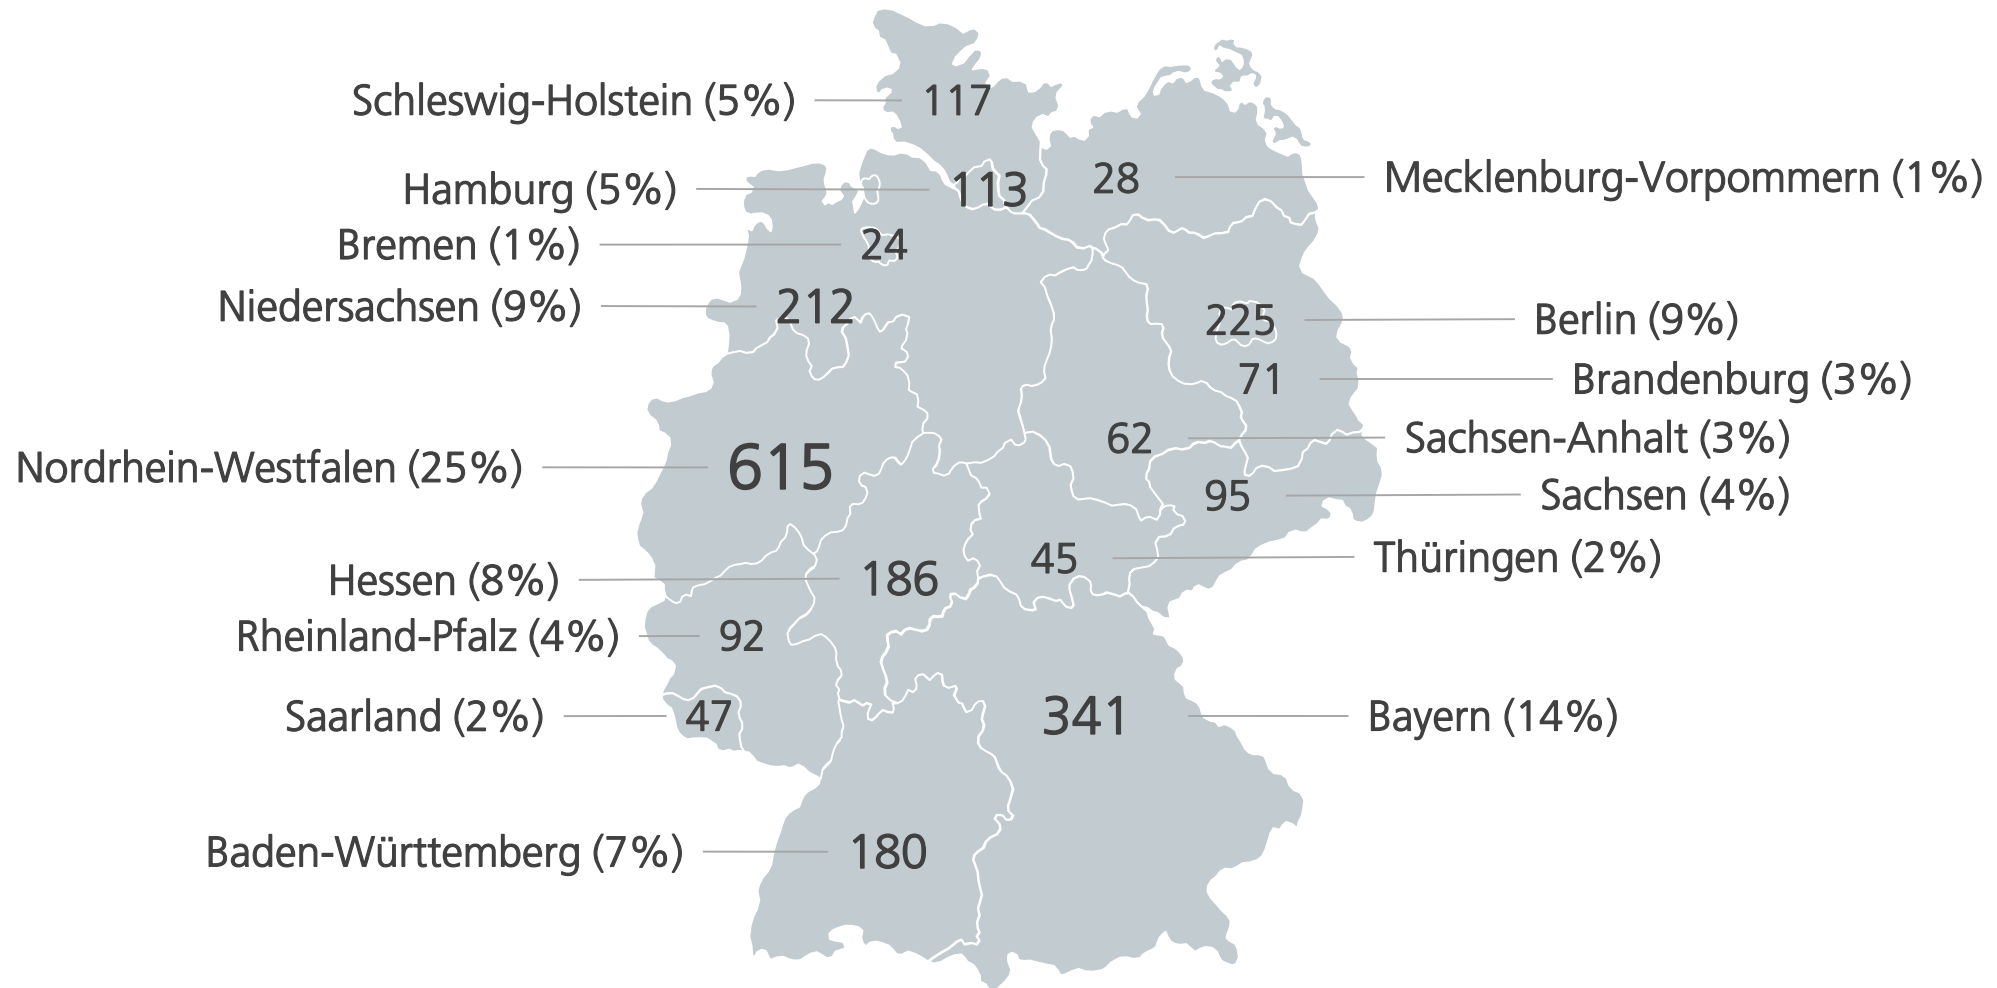 Schleswig-Holstein (5%) 117
Hamburg (5%) 113
28 Mecklenburg-Vorpommern (1%)
Bremen (1%) 24
Niedersachsen (9%) 212
225 Berlin (9%)
71 Brandenburg (3%)
62 Sachsen-Anhalt (3%)
Nordrhein-Westfalen (25%) 615
95 Sachsen (4%)
45 Thüringen (2%)
Hessen (8%) 186
Rheinland-Pfalz (4%) 92
Saarland (2%) 47
341 Bayern (14%)
Baden-Württemberg (7%) 180